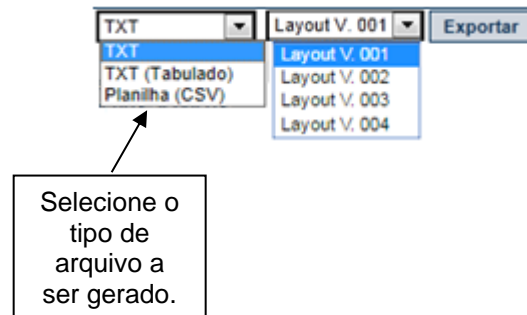 TXT Layout V. 001 Exportar
TXT Layout V. 001
TXT (Tabulado) Layout V. 002
Planilha (CSV) Layout V. 003
Layout V. 004
Selecione o
tipo de
arquivo a
ser gerado.